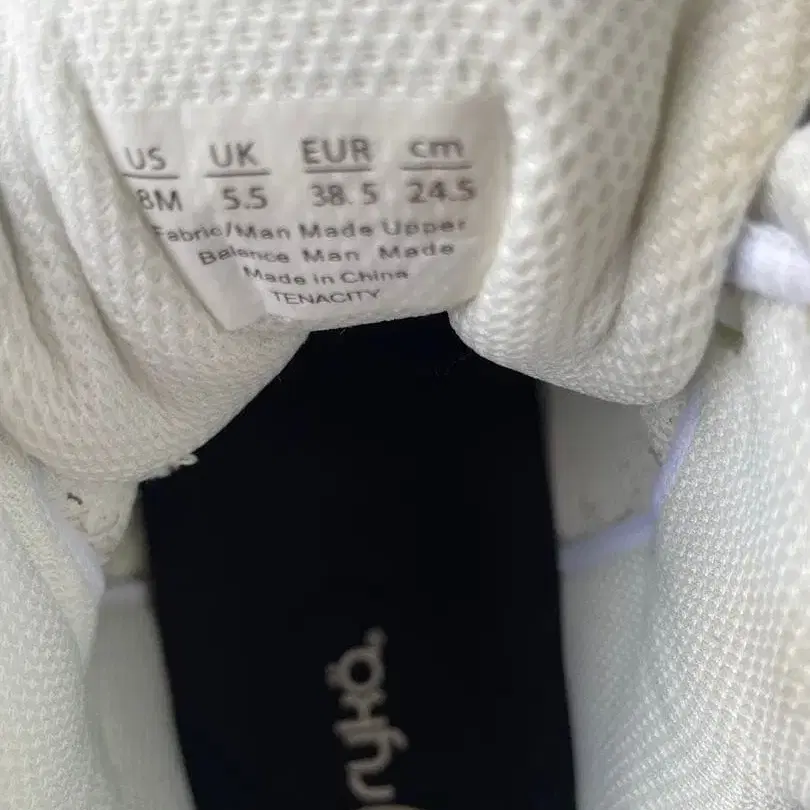 US UK EUR cm
8M 5.5 38.5 24.5
Fabric/Man Made Upper
Balance Man Made
Made in China
TENACITY
rykä